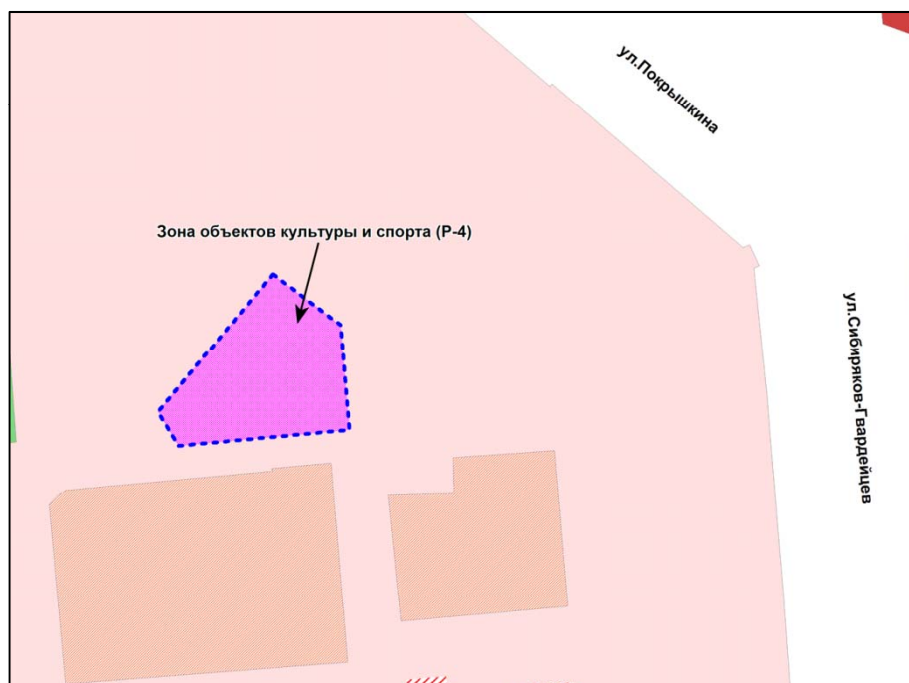 ул.Покрышкина
Зона объектов культуры и спорта (Р-4)
ул.Сибиряков-Гвардейцев